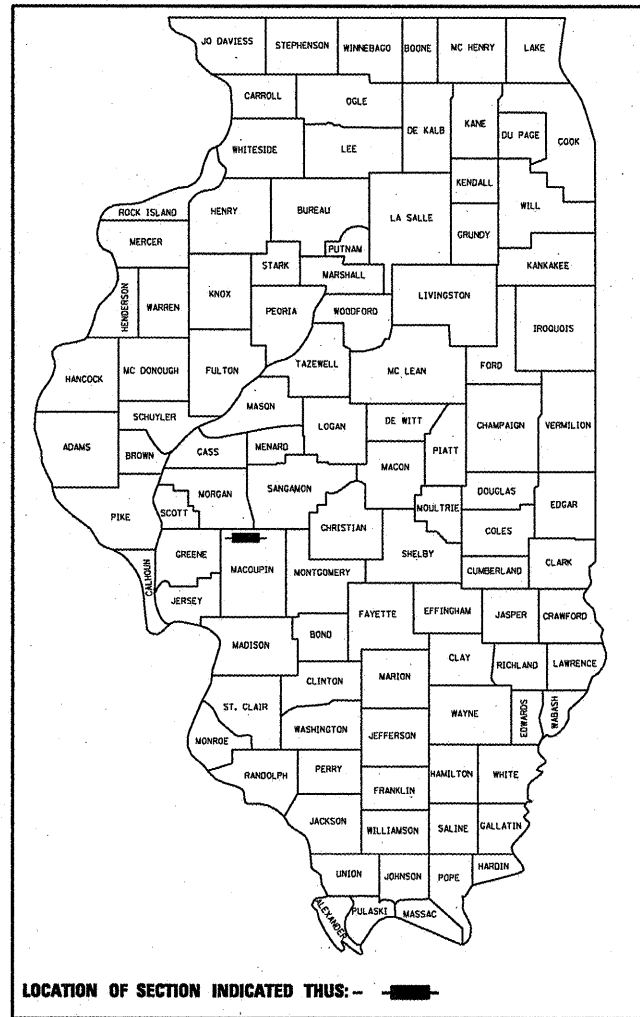 JO DAVIESS
STEPHENSON
WINNEBAGO
BOONE
MC HENRY
LAKE
CARROLL
OGLE
DE KALB
KANE
DU PAGE
COOK
WHITESIDE
LEE
KENDALL
WILL
ROCK ISLAND
HENRY
BUREAU
LA SALLE
GRUNDY
MERCER
PUTNAM
STARK
MARSHALL
KANKAKEE
HENDERSON
WARREN
KNOX
PEORIA
WOODFORD
LIVINGSTON
IROQUOIS
HANCOCK
MC DONOUGH
FULTON
TAZEWELL
MC LEAN
FORD
MASON
SCHUYLER
LOGAN
DE WITT
CHAMPAIGN
VERMILION
ADAMS
BROWN
CASS
MENARD
MACON
PIATT
PIKE
SCOTT
MORGAN
SANGAMON
CHRISTIAN
MOULTRIE
DOUGLAS
EDGAR
COLES
CALHOUN
GREENE
MACOUPIN
MONTGOMERY
SHELBY
CUMBERLAND
CLARK
JERSEY
FAYETTE
EFFINGHAM
JASPER
CRAWFORD
MADISON
BOND
CLAY
RICHLAND
LAWRENCE
CLINTON
MARION
ST. CLAIR
WAYNE
EDWARDS
WABASH
MONROE
WASHINGTON
JEFFERSON
RANDOLPH
PERRY
HAMILTON
WHITE
FRANKLIN
JACKSON
WILLIAMSON
SALINE
GALLATIN
UNION
JOHNSON
POPE
HARDIN
ALEXANDER
PULASKI
MASSAC
LOCATION OF SECTION INDICATED THUS: -